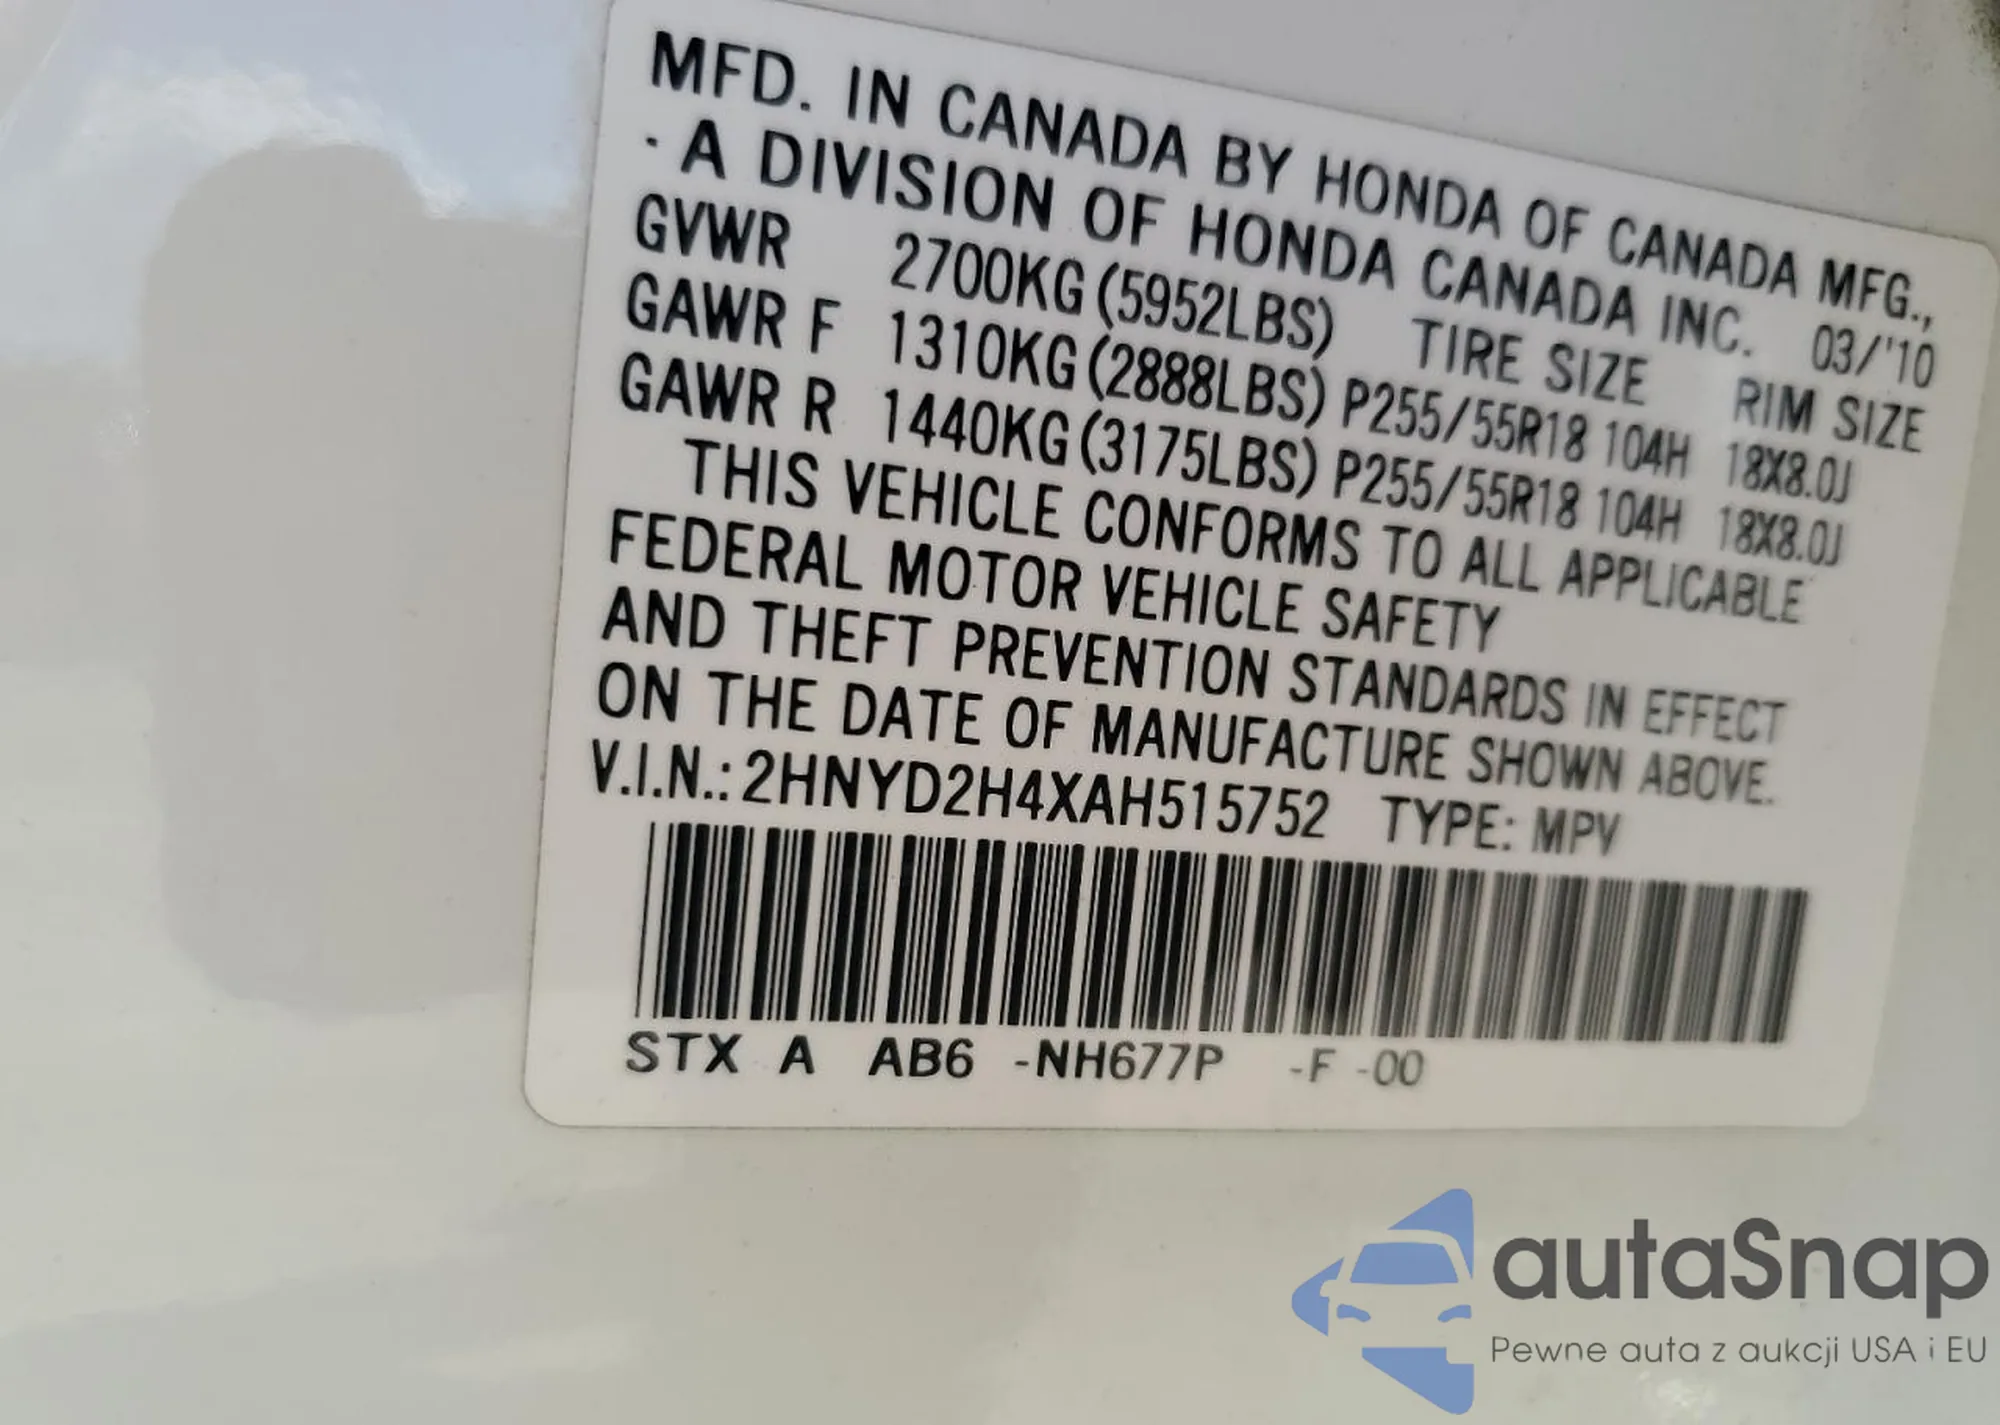 MFD. IN CANADA BY HONDA OF CANADA MFG.,
· A DIVISION OF HONDA CANADA INC. 03/'10
GVWR 2700KG (5952LBS) TIRE SIZE RIM SIZE
GAWR F 1310KG (2888LBS) P255/55R18 104H 18X8.0J
GAWR R 1440KG (3175LBS) P255/55R18 104H 18X8.0J
THIS VEHICLE CONFORMS TO ALL APPLICABLE
FEDERAL MOTOR VEHICLE SAFETY
AND THEFT PREVENTION STANDARDS IN EFFECT
ON THE DATE OF MANUFACTURE SHOWN ABOVE.
V.I.N.: 2HNYD2H4XAH515752 TYPE: MPV
STX A AB6 -NH677P -F -00
autaSnap
Pewne auta z aukcji USA i EU